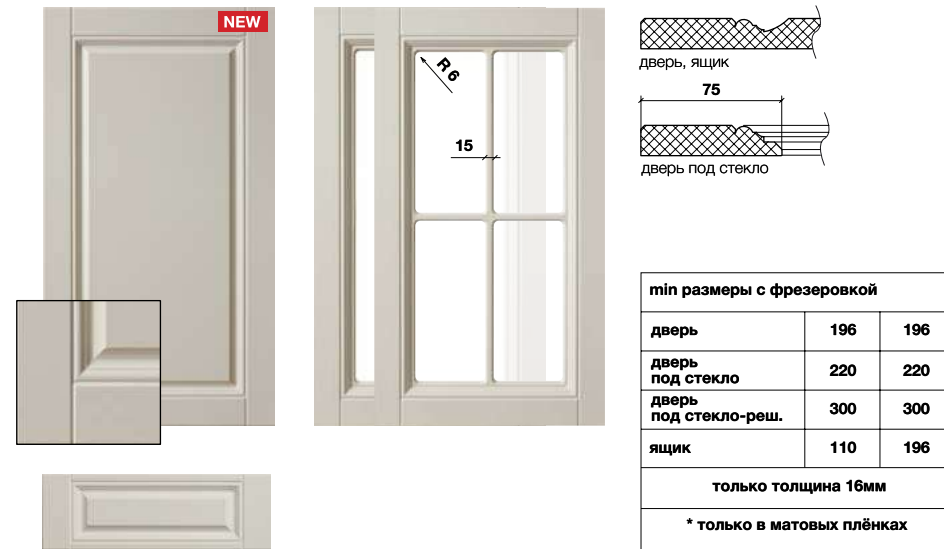 NEW
R 6
15
дверь, ящик
75
дверь под стекло
min размеры с фрезеровкой
дверь 196 196
дверь
под стекло 220 220
дверь
под стекло-реш. 300 300
ящик 110 196
только толщина 16мм
* только в матовых плёнках